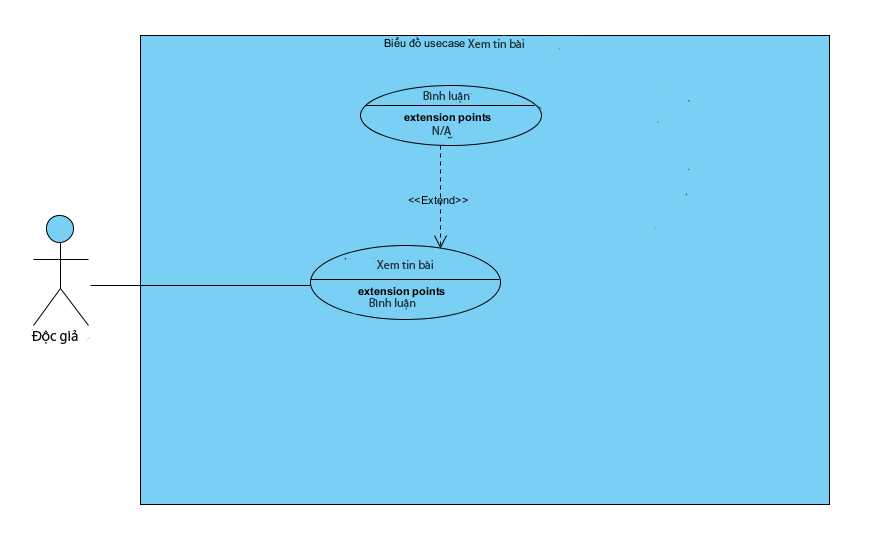 Biểu đồ usecase Xem tin bài
Bình luận
extension points
N/A
<<Extend>>
Xem tin bài
extension points
Bình luận
Độc giả